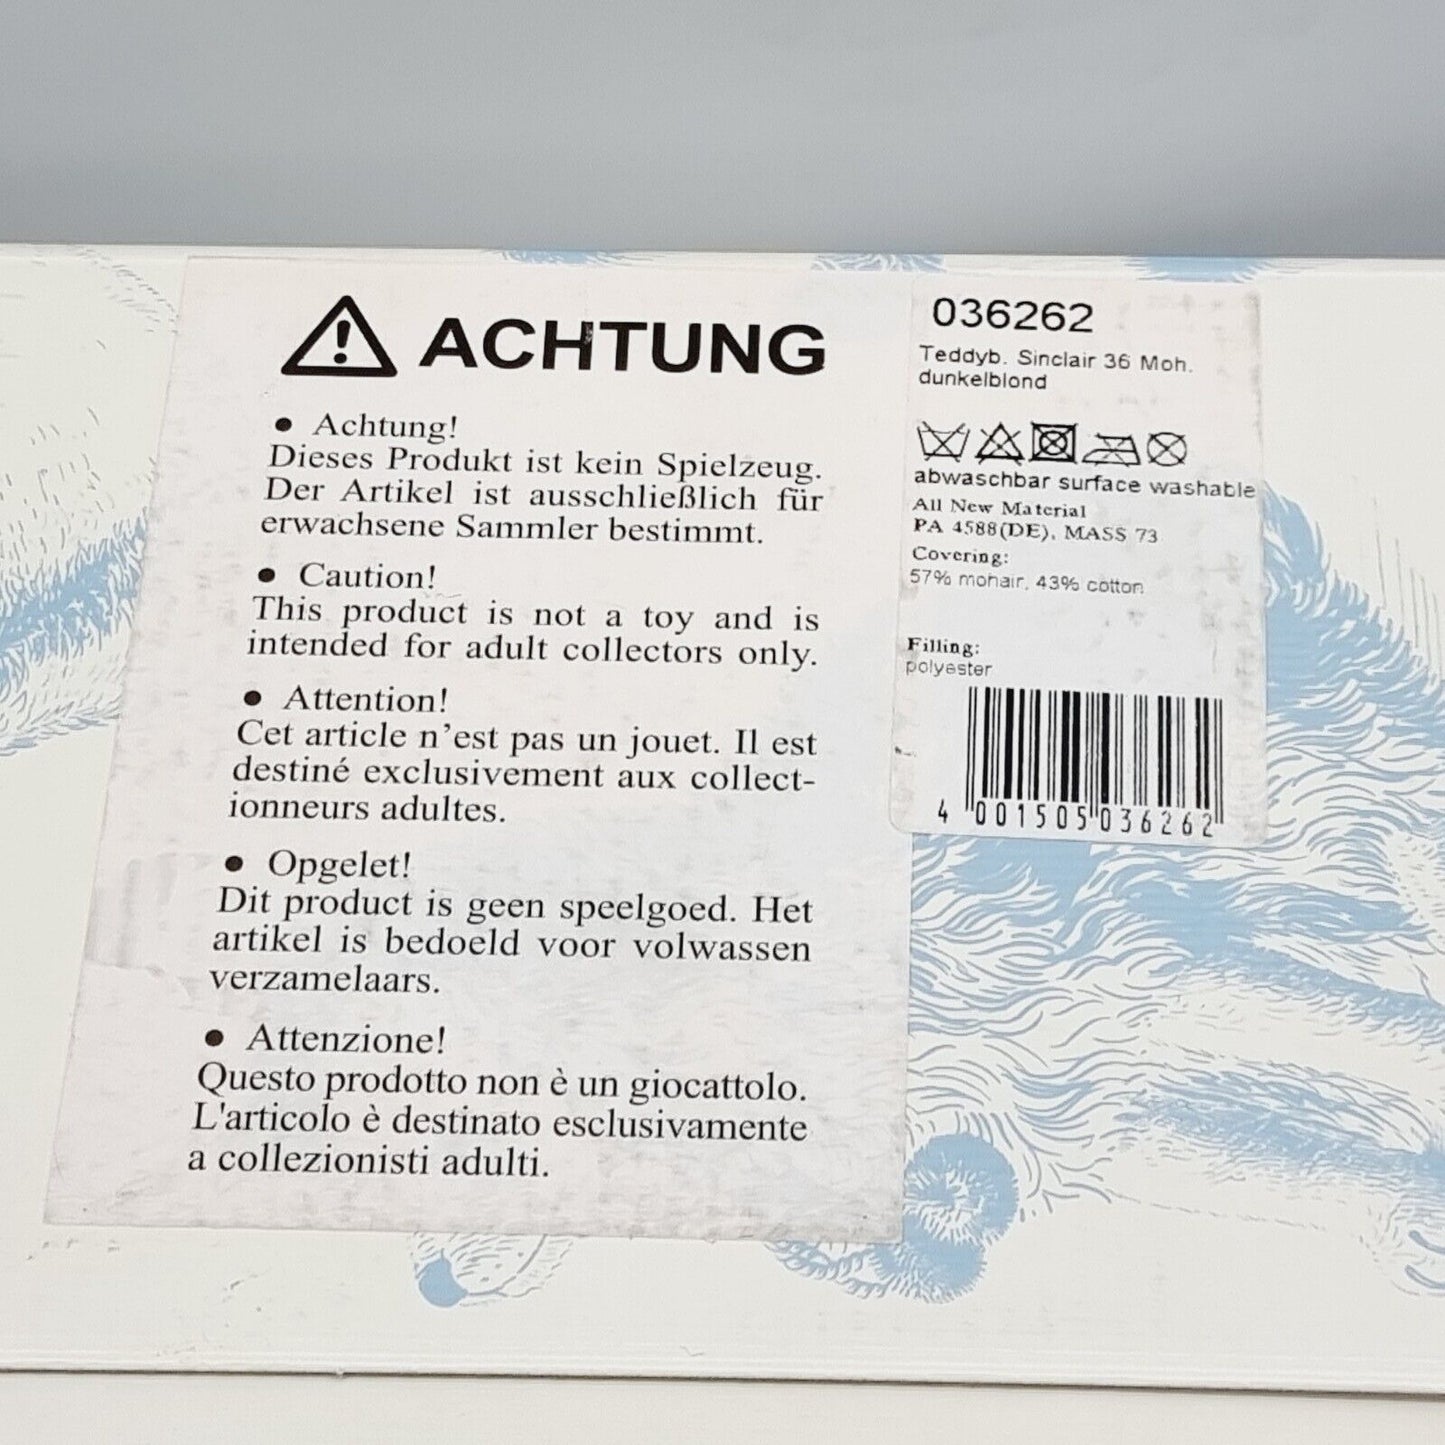 ACHTUNG
• Achtung!
Dieses Produkt ist kein Spielzeug.
Der Artikel ist ausschließlich für
erwachsene Sammler bestimmt.
• Caution!
This product is not a toy and is
intended for adult collectors only.
• Attention!
Cet article n'est pas un jouet. Il est
destiné exclusivement aux collect-
ionneurs adultes.
• Opgelet!
Dit product is geen speelgoed. Het
artikel is bedoeld voor volwassen
verzamelaars.
• Attenzione!
Questo prodotto non è un giocattolo.
L'articolo è destinato esclusivamente
a collezionisti adulti.
036262
Teddyb. Sinclair 36 Moh.
dunkelblond
abwaschbar surface washable
All New Material
PA 4588(DE), MASS 73
Covering:
57% mohair, 43% cotton
Filling:
polyester
4 001505 036262